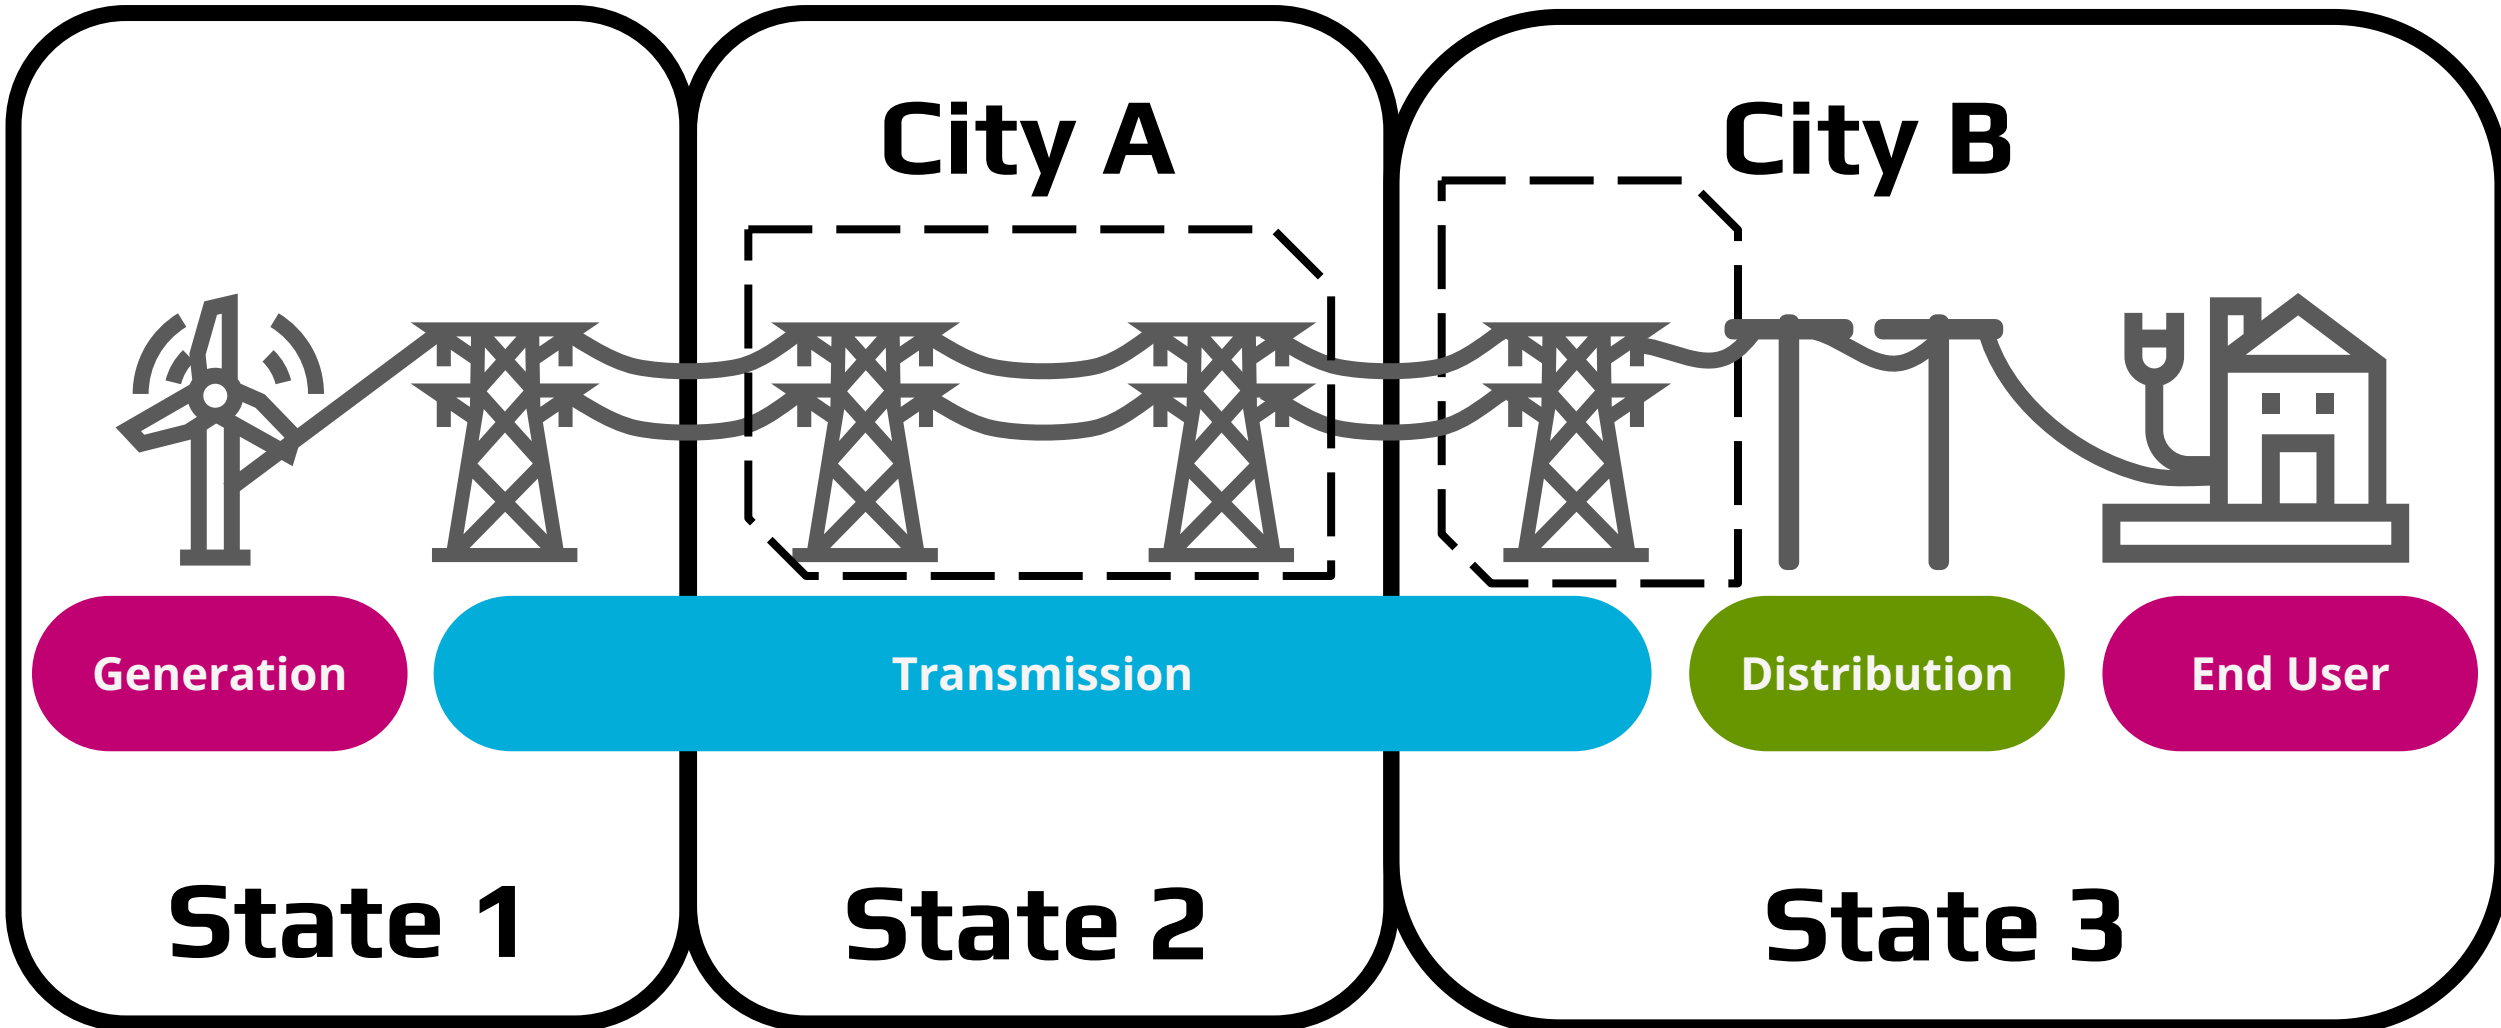 City A
City B
Generation
Transmission
Distribution
End User
State 1
State 2
State 3